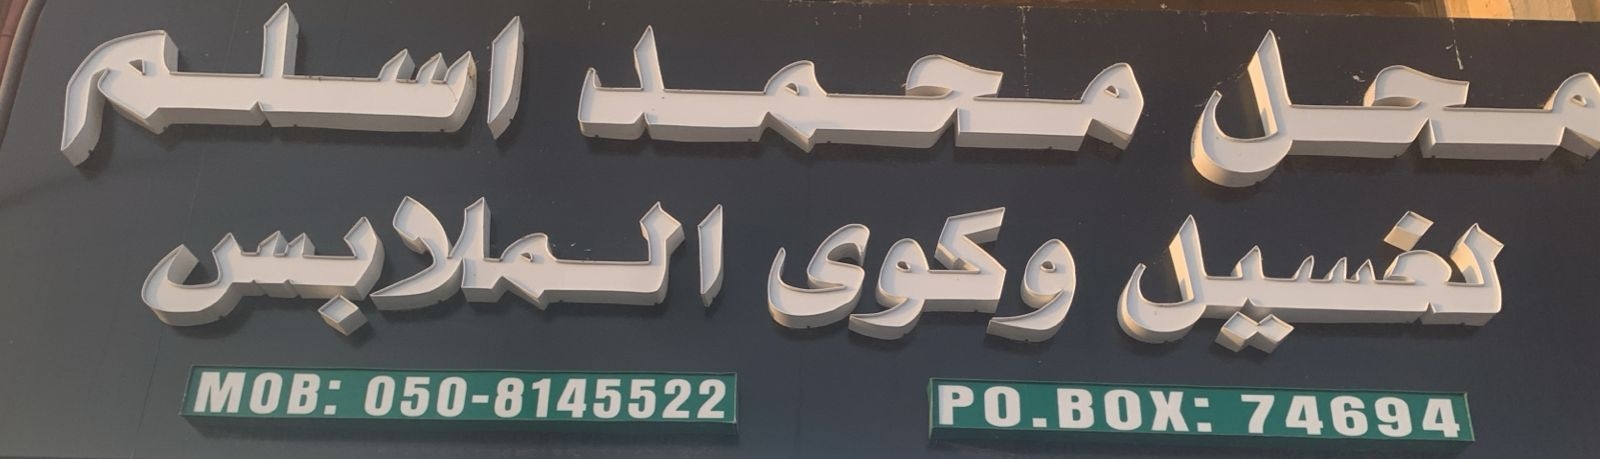 محل محمد اسلم
لغسيل وكوى الملابس
MOB: 050-8145522
PO.BOX: 74694